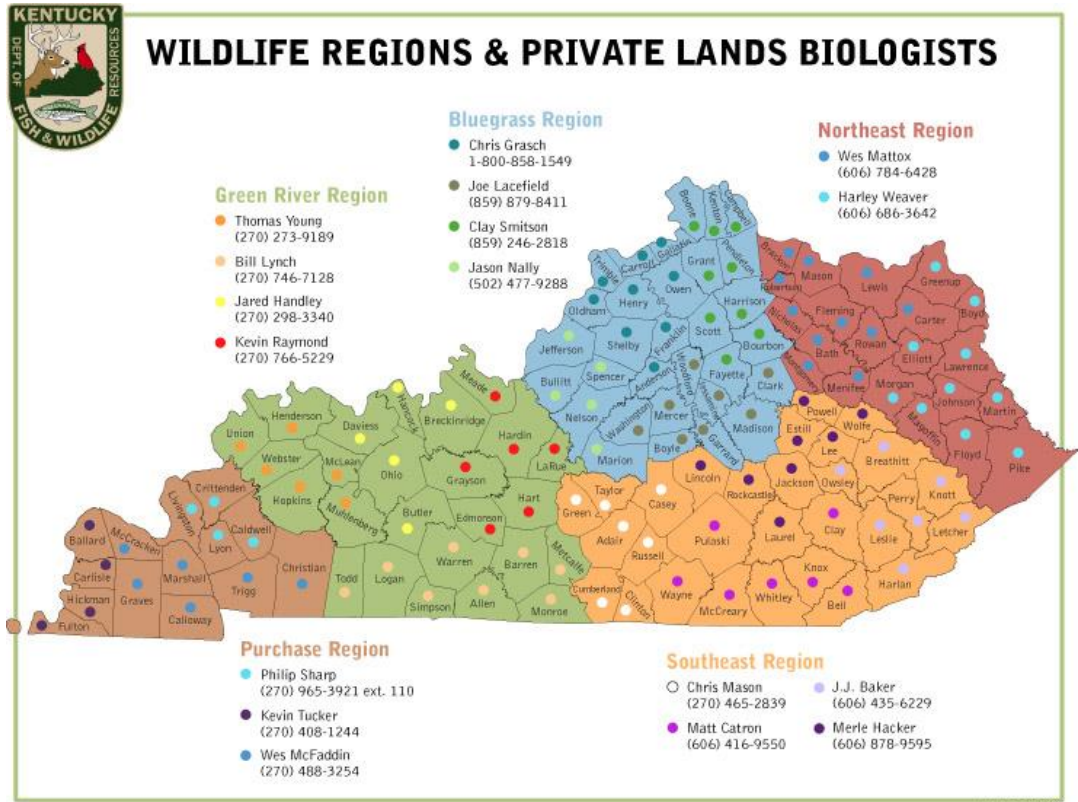 KENTUCKY
DEPT. OF
FISH & WILDLIFE
RESOURCES
WILDLIFE REGIONS & PRIVATE LANDS BIOLOGISTS
Bluegrass Region
Chris Grasch
1-800-858-1549
Joe Lacefield
(859) 879-8411
Clay Smitson
(859) 246-2818
Jason Nally
(502) 477-9288
Northeast Region
Wes Mattox
(606) 784-6428
Harley Weaver
(606) 686-3642
Green River Region
Thomas Young
(270) 273-9189
Bill Lynch
(270) 746-7128
Jared Handley
(270) 298-3340
Kevin Raymond
(270) 766-5229
Boone
Kenton
Campbell
Gallatin
Carroll
Trimble
Grant
Pendleton
Owen
Henry
Oldham
Harrison
Scott
Bourbon
Shelby
Franklin
Jefferson
Spencer
Anderson
Woodford
Fayette
Clark
Bullitt
Nelson
Washington
Mercer
Jessamine
Madison
Boyle
Garrard
Marion
Bracken
Mason
Robertson
Lewis
Greenup
Boyd
Nicholas
Fleming
Carter
Rowan
Bath
Elliott
Lawrence
Montgomery
Menifee
Morgan
Johnson
Martin
Magoffin
Floyd
Pike
Meade
Hancock
Breckinridge
Henderson
Daviess
Union
Webster
McLean
Ohio
Hardin
LaRue
Grayson
Hopkins
Muhlenberg
Butler
Hart
Edmonson
Warren
Barren
Metcalfe
Todd
Logan
Simpson
Allen
Monroe
Crittenden
Livingston
Caldwell
Lyon
Ballard
McCracken
Carlisle
Graves
Marshall
Trigg
Christian
Hickman
Fulton
Calloway
Powell
Wolfe
Estill
Lee
Breathitt
Lincoln
Rockcastle
Jackson
Owsley
Knott
Perry
Taylor
Green
Casey
Adair
Russell
Pulaski
Laurel
Clay
Leslie
Letcher
Cumberland
Clinton
Wayne
McCreary
Whitley
Knox
Bell
Harlan
Purchase Region
Philip Sharp
(270) 965-3921 ext. 110
Kevin Tucker
(270) 408-1244
Wes McFaddin
(270) 488-3254
Southeast Region
Chris Mason
(270) 465-2839
Matt Catron
(606) 416-9550
J.J. Baker
(606) 435-6229
Merle Hacker
(606) 878-9595